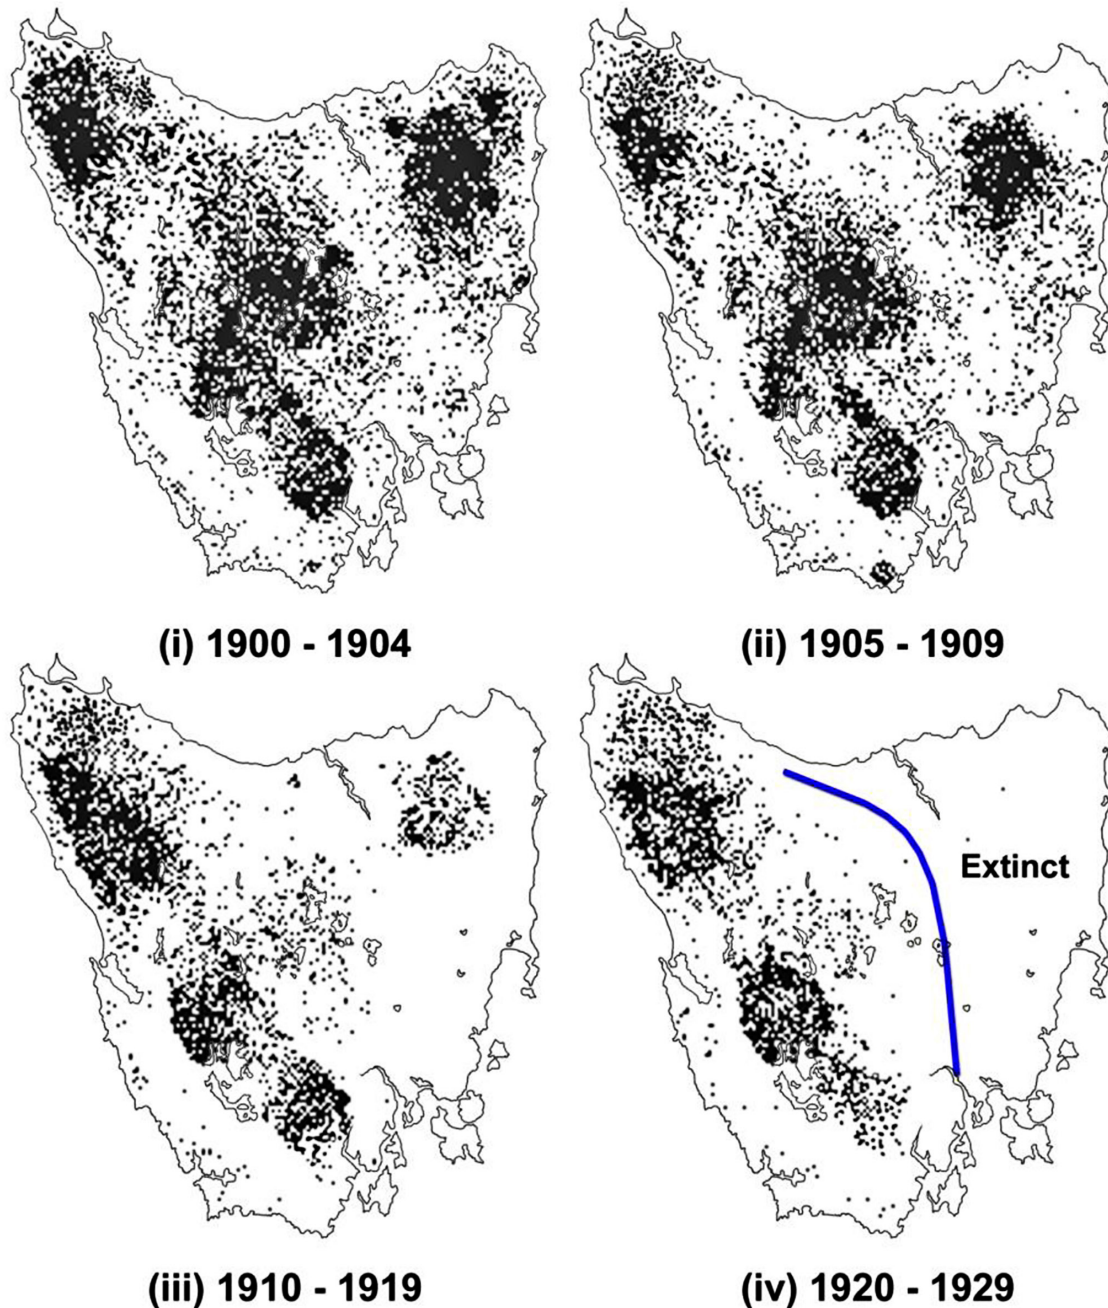 (i) 1900 - 1904
(ii) 1905 - 1909
Extinct
(iii) 1910 - 1919
(iv) 1920 - 1929